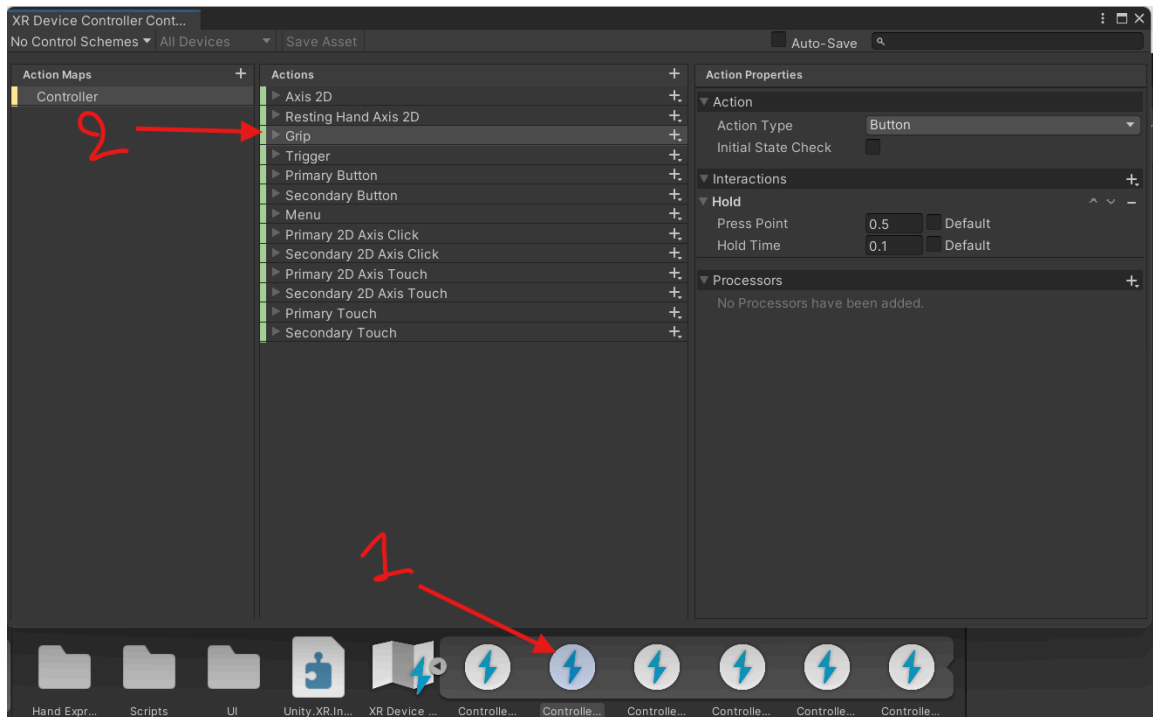 XR Device Controller Cont...
No Control Schemes All Devices Save Asset Auto-Save
Action Maps
Controller
2
Actions
Axis 2D
Resting Hand Axis 2D
Grip
Trigger
Primary Button
Secondary Button
Menu
Primary 2D Axis Click
Secondary 2D Axis Click
Primary 2D Axis Touch
Secondary 2D Axis Touch
Primary Touch
Secondary Touch
Action Properties
Action
Action Type Button
Initial State Check
Interactions
Hold
Press Point 0.5 Default
Hold Time 0.1 Default
Processors
No Processors have been added.
1
Hand Expr... Scripts UI Unity.XR.In... XR Device ... Controlle... Controlle... Controlle... Controlle... Controlle... Controlle...